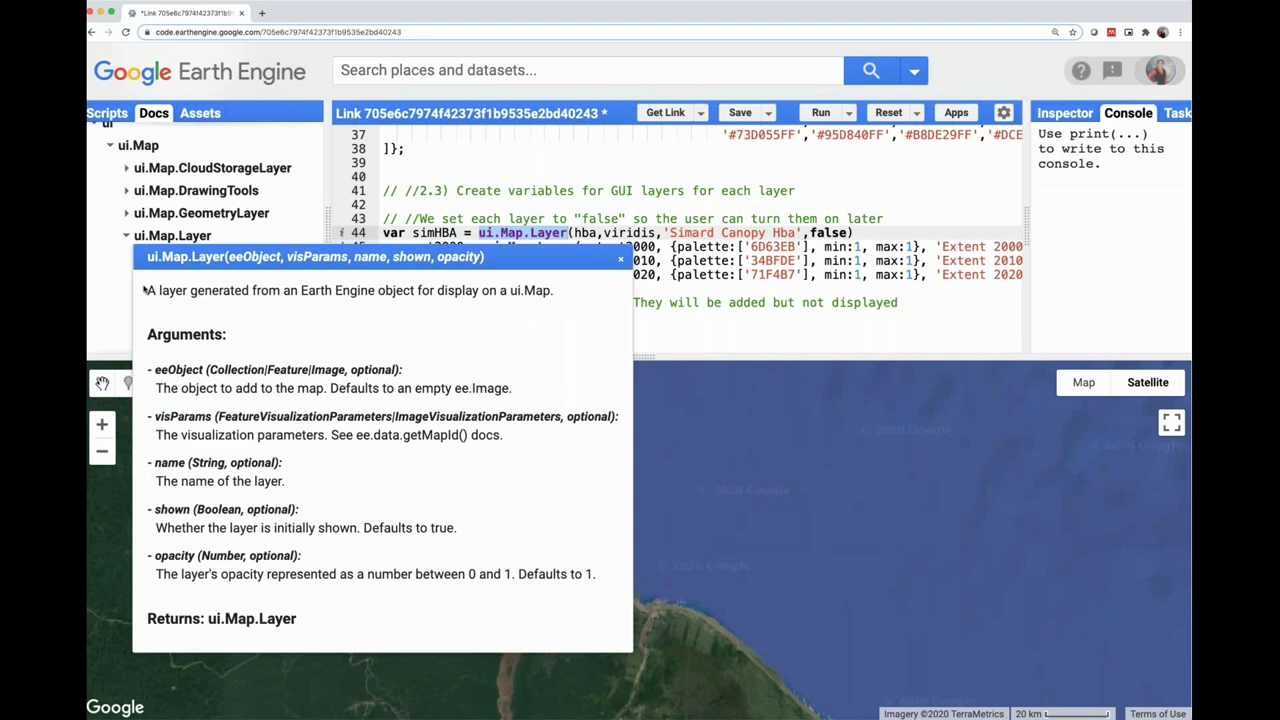 *Link 705e6c7974f42373f1b9
code.earthengine.google.com/705e6c7974f42373f1b9535e2bd40243
Google Earth Engine
Search places and datasets...
Scripts Docs Assets
Link 705e6c7974f42373f1b9535e2bd40243 *
Get Link Save Run Reset Apps
Inspector Console Task
ui
ui.Map
ui.Map.CloudStorageLayer
ui.Map.DrawingTools
ui.Map.GeometryLayer
ui.Map.Layer
37 '#73D055FF','#95D840FF','#B8DE29FF','#DCE
38 ]};
39
40
41 // //2.3) Create variables for GUI layers for each layer
42
43 // //We set each layer to "false" so the user can turn them on later
i 44 var simHBA = ui.Map.Layer(hba,viridis,'Simard Canopy Hba',false)
2000, {palette:['6D63EB'], min:1, max:1}, 'Extent 2000
010, {palette:['34BFDE'], min:1, max:1}, 'Extent 2010
020, {palette:['71F4B7'], min:1, max:1}, 'Extent 2020
They will be added but not displayed
Use print(...)
to write to this
console.
ui.Map.Layer(eeObject, visParams, name, shown, opacity)
A layer generated from an Earth Engine object for display on a ui.Map.
Arguments:
- eeObject (Collection|Feature|Image, optional):
The object to add to the map. Defaults to an empty ee.Image.
- visParams (FeatureVisualizationParameters|ImageVisualizationParameters, optional):
The visualization parameters. See ee.data.getMapId() docs.
- name (String, optional):
The name of the layer.
- shown (Boolean, optional):
Whether the layer is initially shown. Defaults to true.
- opacity (Number, optional):
The layer's opacity represented as a number between 0 and 1. Defaults to 1.
Returns: ui.Map.Layer
Map Satellite
Google
Imagery ©2020 TerraMetrics 20 km Terms of Use